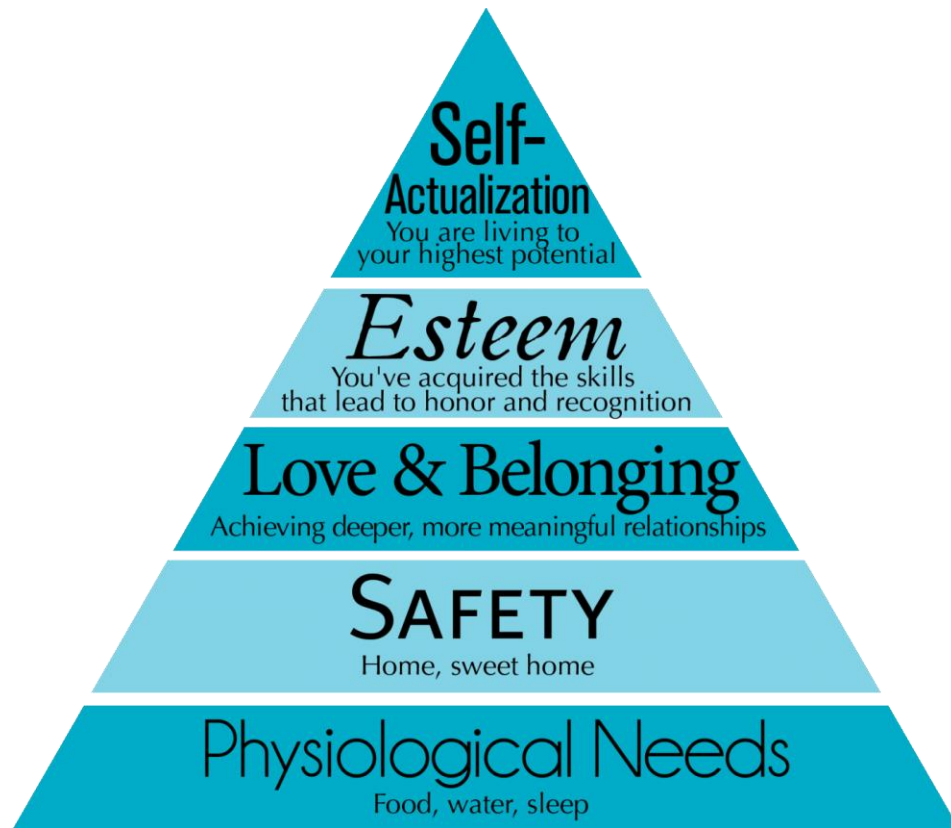 Self-
Actualization
You are living to
your highest potential
Esteem
You've acquired the skills
that lead to honor and recognition
Love & Belonging
Achieving deeper, more meaningful relationships
SAFETY
Home, sweet home
Physiological Needs
Food, water, sleep